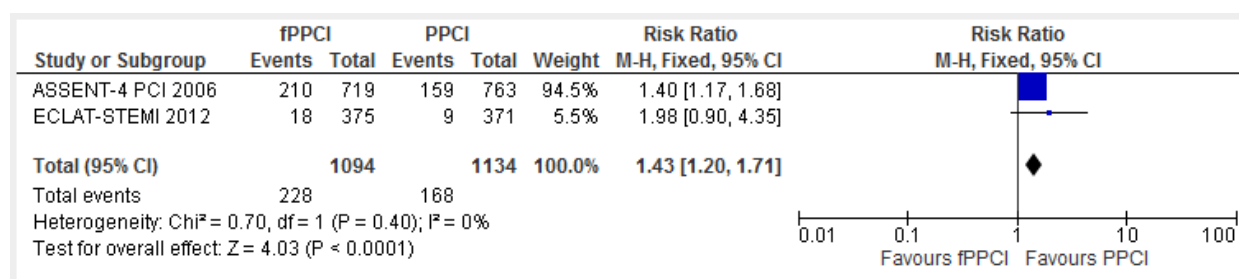 fPPCI PPCI Risk Ratio Risk Ratio
Study or Subgroup Events Total Events Total Weight M-H, Fixed, 95% CI M-H, Fixed, 95% CI
ASSENT-4 PCI 2006 210 719 159 763 94.5% 1.40 [1.17, 1.68]
ECLAT-STEMI 2012 18 375 9 371 5.5% 1.98 [0.90, 4.35]
Total (95% CI) 1094 1134 100.0% 1.43 [1.20, 1.71]
Total events 228 168
Heterogeneity: Chi² = 0.70, df = 1 (P = 0.40); I² = 0%
Test for overall effect: Z = 4.03 (P < 0.0001)
0.01 0.1 1 10 100
Favours fPPCI Favours PPCI